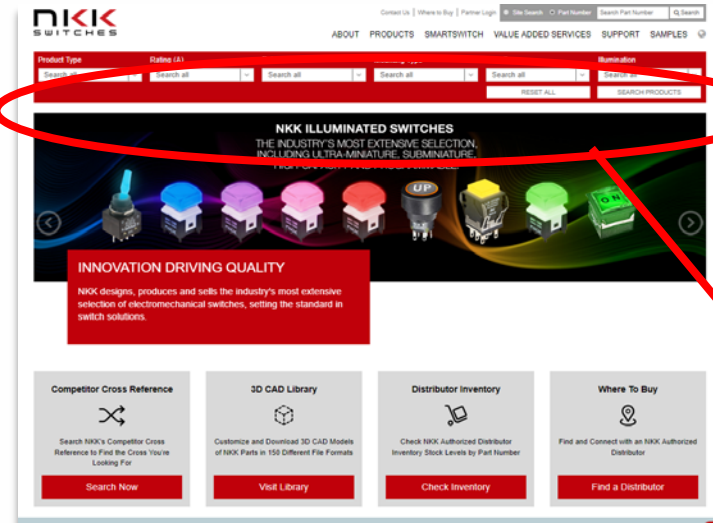 NKK
SWITCHES
Contact Us | Where to Buy | Partner Login
Site Search
Part Number
Search Part Number
Search
ABOUT
PRODUCTS
SMARTSWITCH
VALUE ADDED SERVICES
SUPPORT
SAMPLES
Product Type
Rating (A)
Illumination
Search all
Search all
Search all
Search all
Search all
Search all
RESET ALL
SEARCH PRODUCTS
NKK ILLUMINATED SWITCHES
THE INDUSTRY'S MOST EXTENSIVE SELECTION,
INCLUDING ULTRA-MINIATURE, SUBMINIATURE,
UP
ON
INNOVATION DRIVING QUALITY
NKK designs, produces and sells the industry's most extensive
selection of electromechanical switches, setting the standard in
switch solutions.
Competitor Cross Reference
Search NKK's Competitor Cross
Reference to Find the Cross You're
Looking For
Search Now
3D CAD Library
Customize and Download 3D CAD Models
of NKK Parts in 150 Different File Formats
Visit Library
Distributor Inventory
Check NKK Authorized Distributor
Inventory Stock Levels by Part Number
Check Inventory
Where To Buy
Find and Connect with an NKK Authorized
Distributor
Find a Distributor